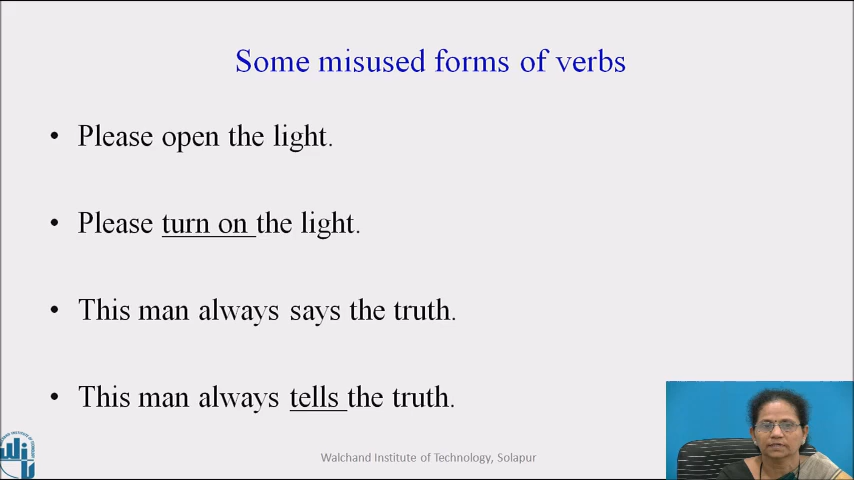 Some misused forms of verbs
• Please open the light.
• Please turn on the light.
• This man always says the truth.
• This man always tells the truth.
Walchand Institute of Technology, Solapur